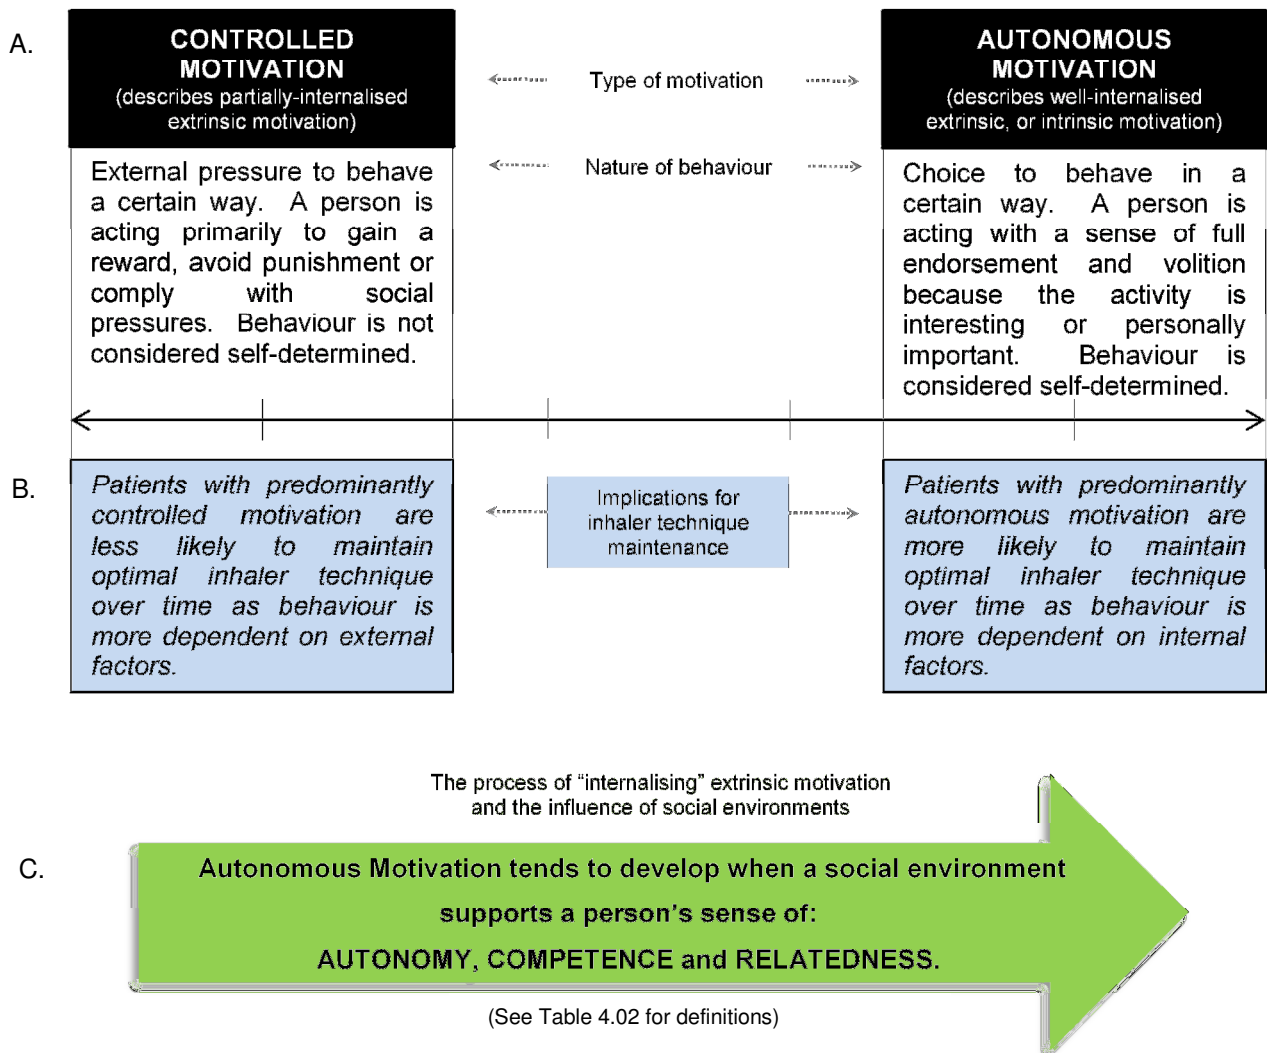 A.
CONTROLLED
MOTIVATION
(describes partially-internalised
extrinsic motivation)
Type of motivation
AUTONOMOUS
MOTIVATION
(describes well-internalised
extrinsic, or intrinsic motivation)
External pressure to behave
a certain way. A person is
acting primarily to gain a
reward, avoid punishment or
comply with social
pressures. Behaviour is not
considered self-determined.
Nature of behaviour
Choice to behave in a
certain way. A person is
acting with a sense of full
endorsement and volition
because the activity is
interesting or personally
important. Behaviour is
considered self-determined.
B.
Patients with predominantly
controlled motivation are
less likely to maintain
optimal inhaler technique
over time as behaviour is
more dependent on external
factors.
Implications for
inhaler technique
maintenance
Patients with predominantly
autonomous motivation are
more likely to maintain
optimal inhaler technique
over time as behaviour is
more dependent on internal
factors.
The process of “internalising” extrinsic motivation
and the influence of social environments
C.
Autonomous Motivation tends to develop when a social environment
supports a person's sense of:
AUTONOMY, COMPETENCE and RELATEDNESS.
(See Table 4.02 for definitions)